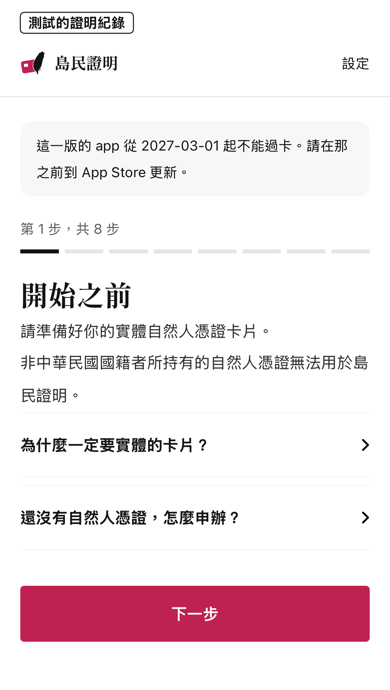 測試的證明紀錄
島民證明
設定
這一版的 app 從 2027-03-01 起不能過卡。請在那
之前到 App Store 更新。
第 1 步，共 8 步
開始之前
請準備好你的實體自然人憑證卡片。
非中華民國國籍者所持有的自然人憑證無法用於島
民證明。
為什麼一定要實體的卡片？
還沒有自然人憑證，怎麼申辦？
下一步